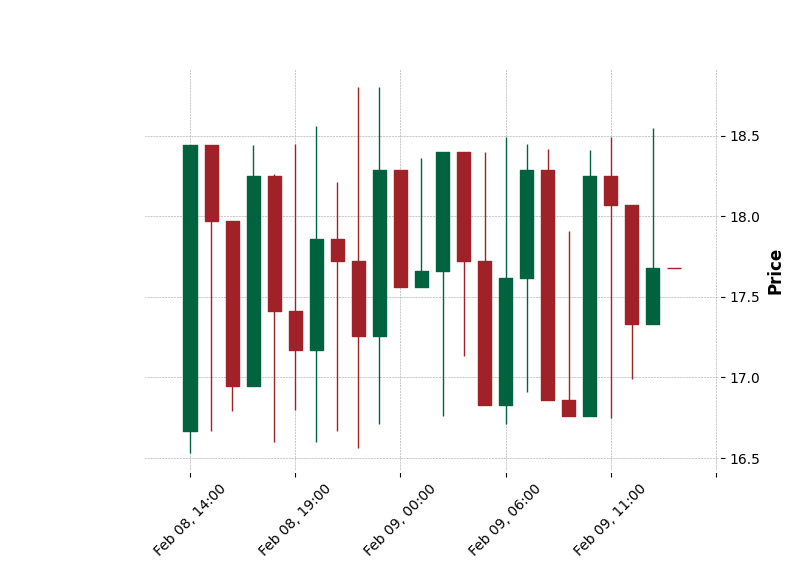 18.5
18.0
17.5
17.0
16.5
Price
Feb 08, 14:00
Feb 08, 19:00
Feb 09, 00:00
Feb 09, 06:00
Feb 09, 11:00